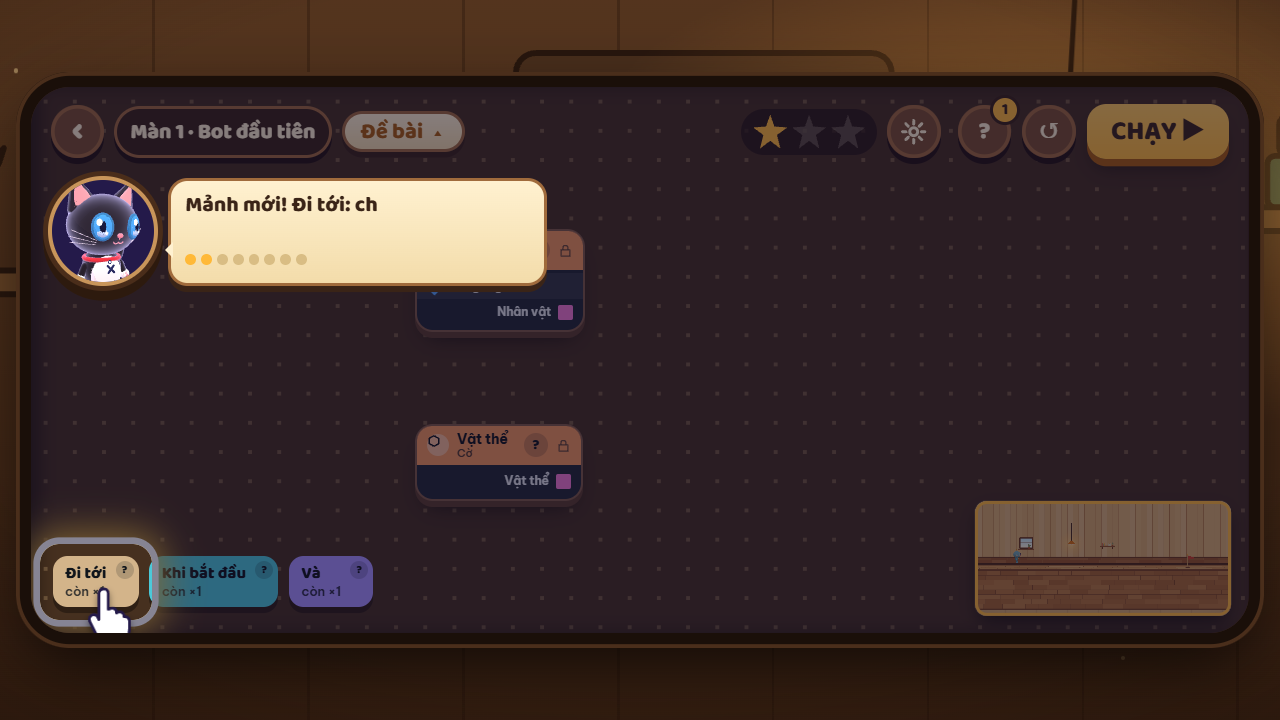 Màn 1 · Bot đầu tiên
Đề bài
1
?
CHẠY
Mảnh mới! Đi tới: ch
Nhân vật
Vật thể
?
Cờ
Vật thể
Đi tới
?
còn ×
Khi bắt đầu
?
còn ×1
Và
?
còn ×1